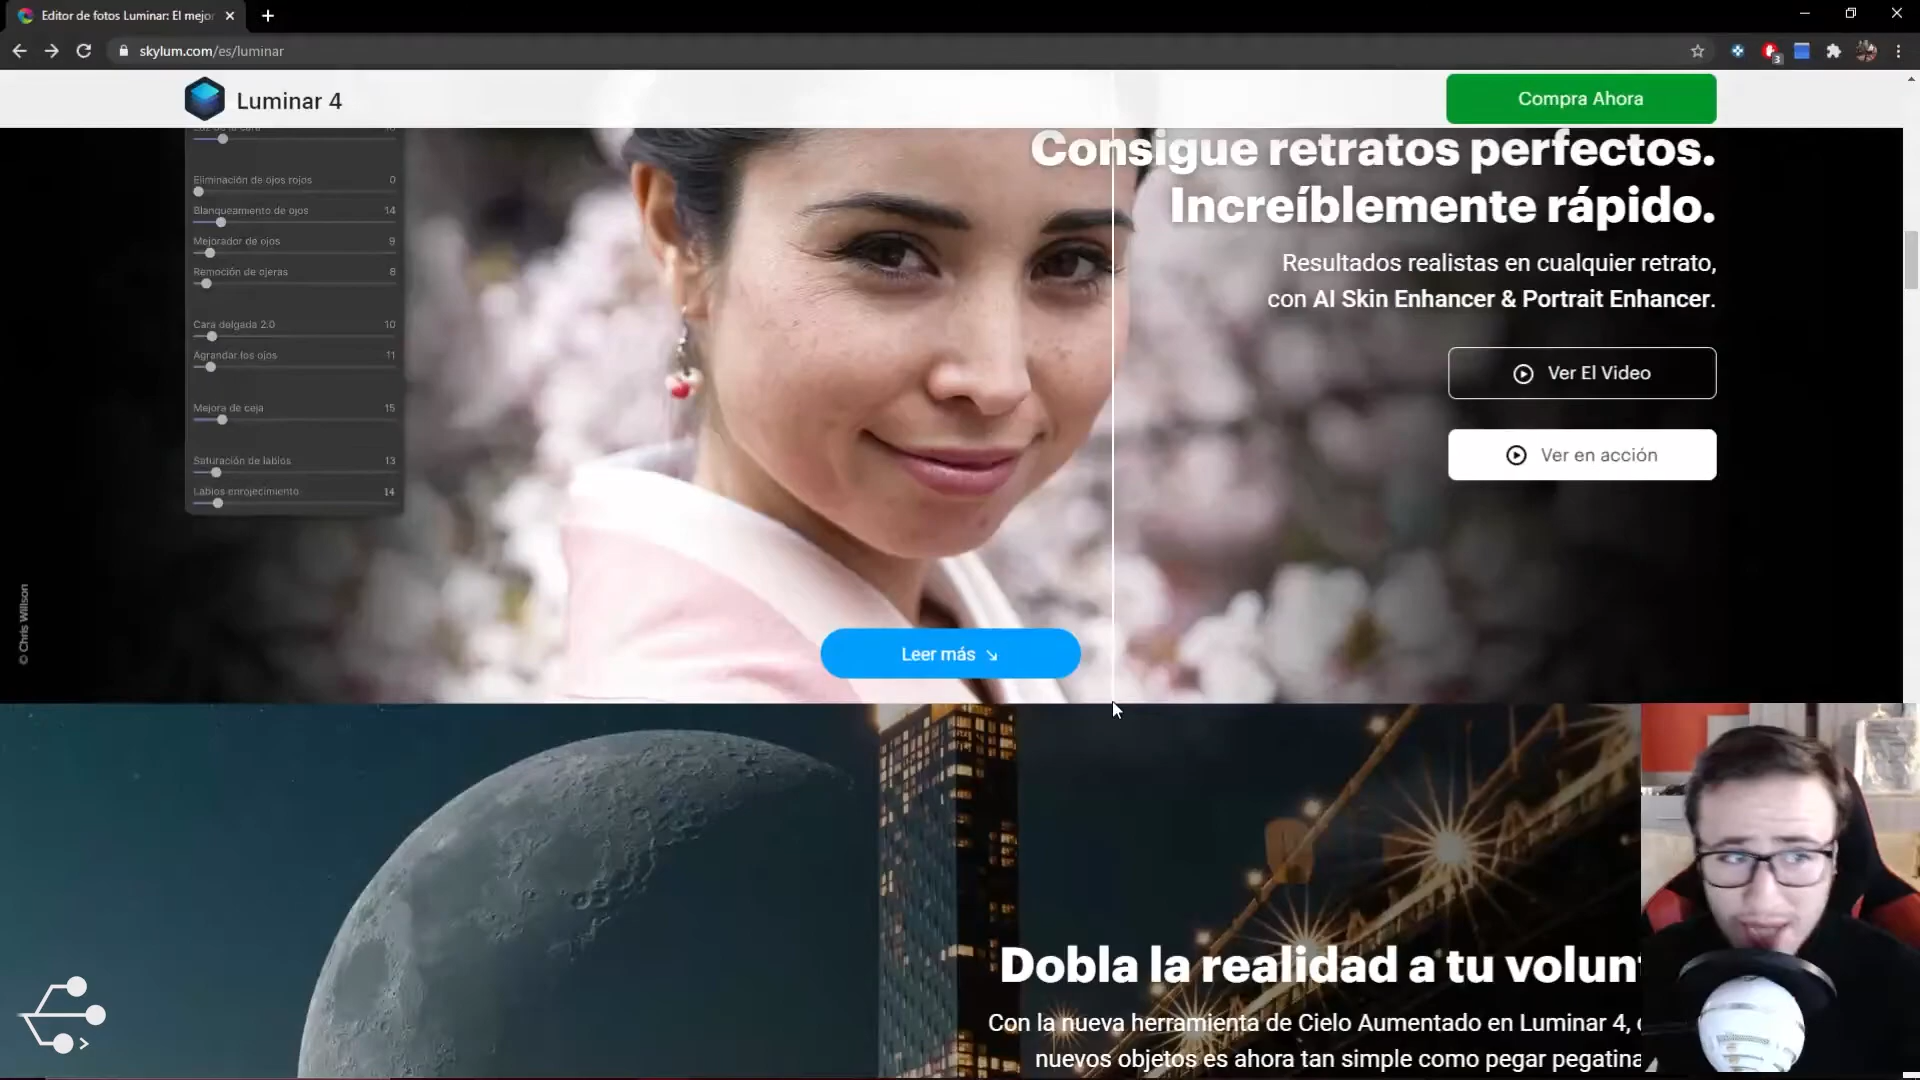 Editor de fotos Luminar: El mejo
skylum.com/es/luminar
3
Luminar 4
Compra Ahora
Eliminación de ojos rojos 0
Blanqueamiento de ojos 14
Mejorador de ojos 9
Remoción de ojeras 8
Cara delgada 2.0 10
Agrandar los ojos 11
Mejora de ceja 15
Saturación de labios 13
Labios enrojecimiento 14
Consigue retratos perfectos.
Increíblemente rápido.
Resultados realistas en cualquier retrato,
con AI Skin Enhancer & Portrait Enhancer.
Ver El Video
Ver en acción
© Chris Willson
Leer más
Dobla la realidad a tu volun
Con la nueva herramienta de Cielo Aumentado en Luminar 4,
nuevos objetos es ahora tan simple como pegar pegatina